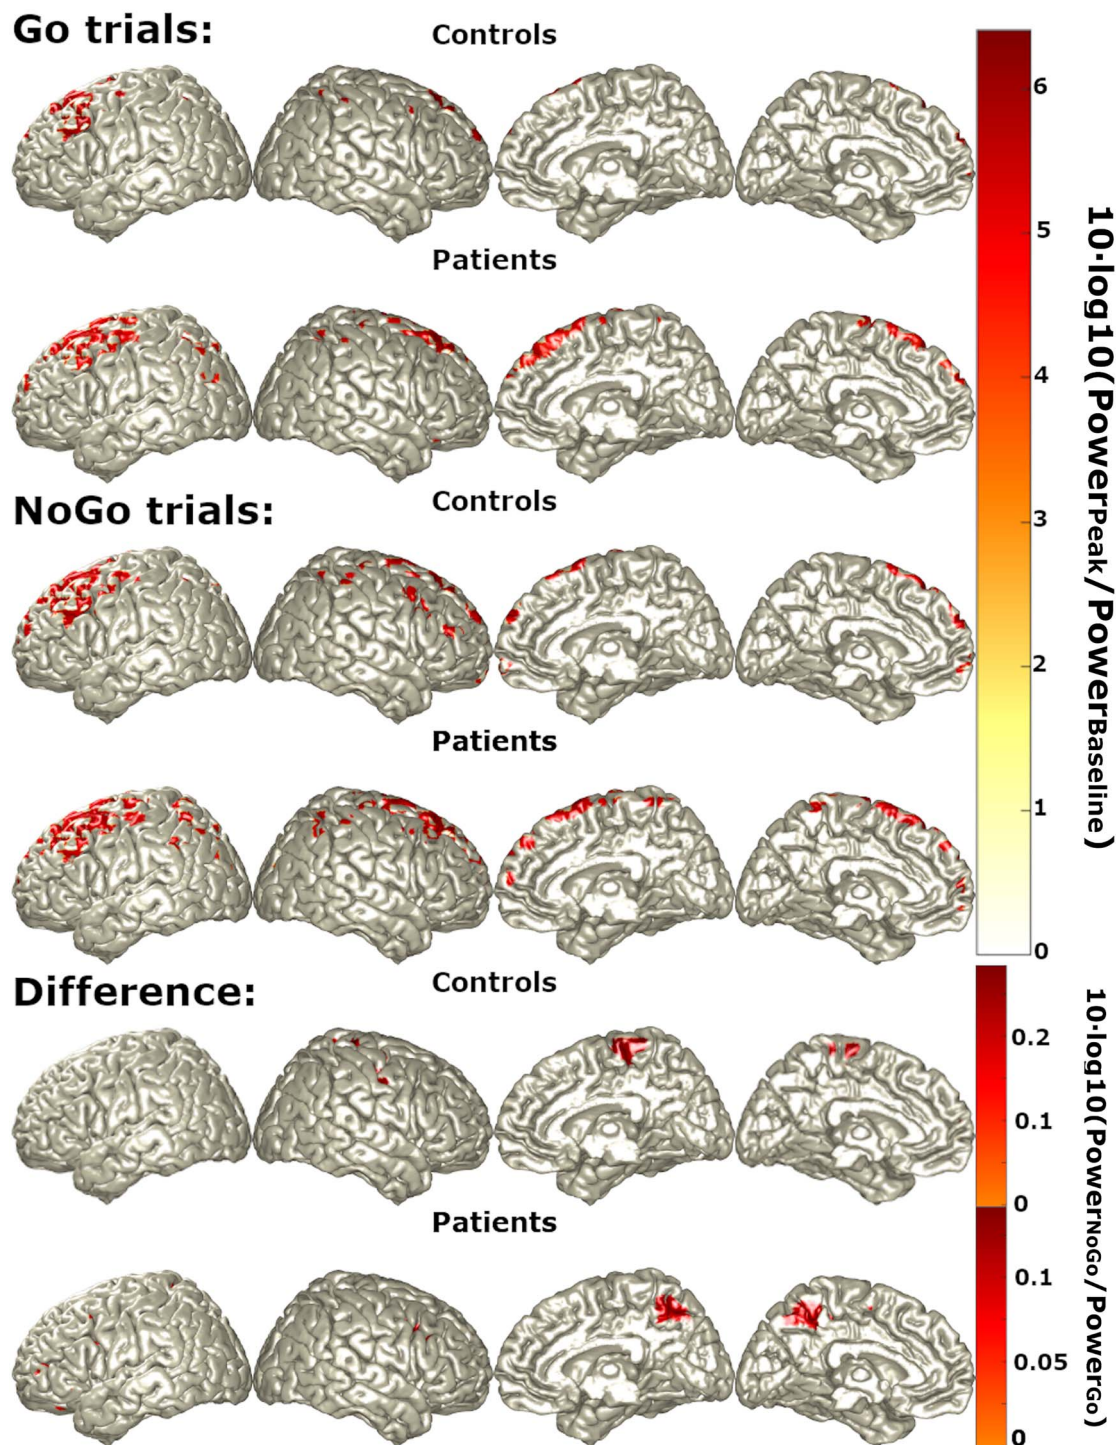 Go trials:
Controls
Patients
NoGo trials:
Controls
Patients
Difference:
Controls
Patients
6
5
4
3
2
1
0
10·log10(PowerPeak/PowerBaseline)
0.2
0.1
0
0.1
0.05
0
10·log10((PowerNoGo/PowerGo)